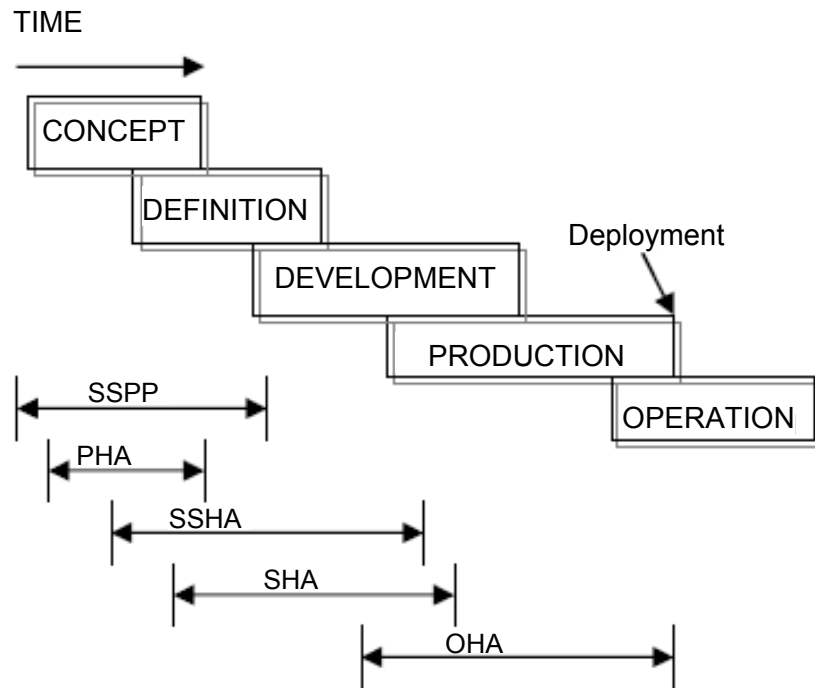 TIME
CONCEPT
DEFINITION
Deployment
DEVELOPMENT
PRODUCTION
SSPP
OPERATION
PHA
SSHA
SHA
OHA